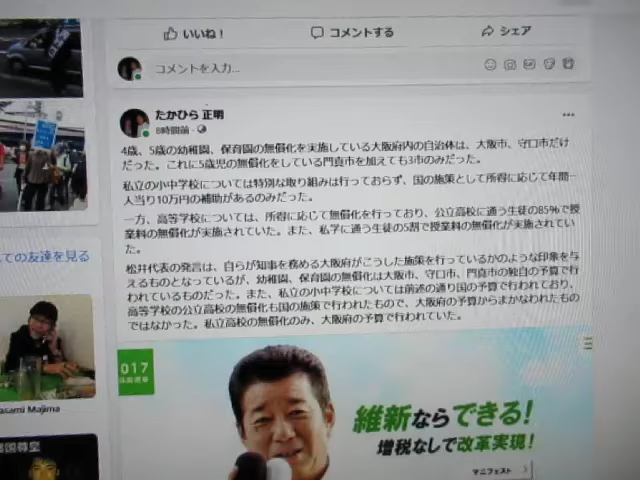 いいね！
コメントする
シェア
コメントを入力...
たかひら 正明
8時間前
4歳、5歳の幼稚園、保育園の無償化を実施している大阪府内の自治体は、大阪市、守口市だけ
だった。これに5歳児の無償化をしている門真市を加えても3市のみだった。
私立の小中学校については特別な取り組みは行っておらず、国の施策として所得に応じて年間一
人当り10万円の補助があるのみだった。
一方、高等学校については、所得に応じて無償化を行っており、公立高校に通う生徒の85%で授
業料の無償化が実施されていた。また、私学に通う生徒の5割で授業料の無償化が実施されてい
た。
松井代表の発言は、自らが知事を務める大阪府がこうした施策を行っているかのような印象を与
えるものとなっているが、幼稚園、保育園の無償化は大阪市、守口市、門真市の独自の予算で行
われているものだった。また、私立の小中学校については前述の通り国の予算で行われており、
高等学校の公立高校の無償化も国の施策で行われたもので、大阪府の予算からまかなわれたもの
ではなかった。私立高校の無償化のみ、大阪府の予算で行われていた。
ての友達を見る
asami Majima
017
維新ならできる!
増税なしで改革実現!
マニフェスト